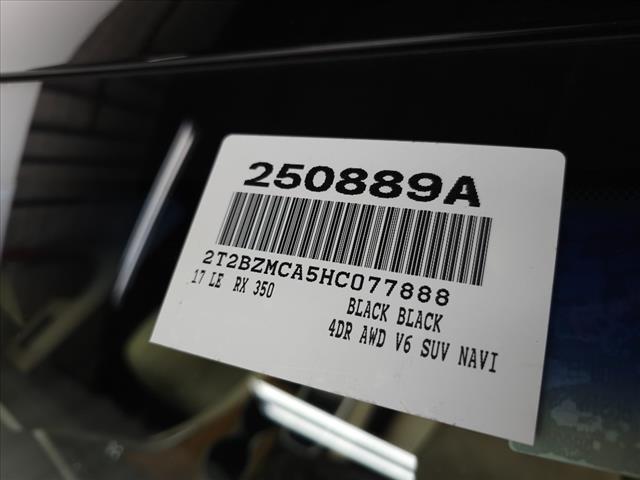 250889A
2T2BZMCA5HC077888
17 LE RX 350
BLACK BLACK
4DR AWD V6 SUV NAVI